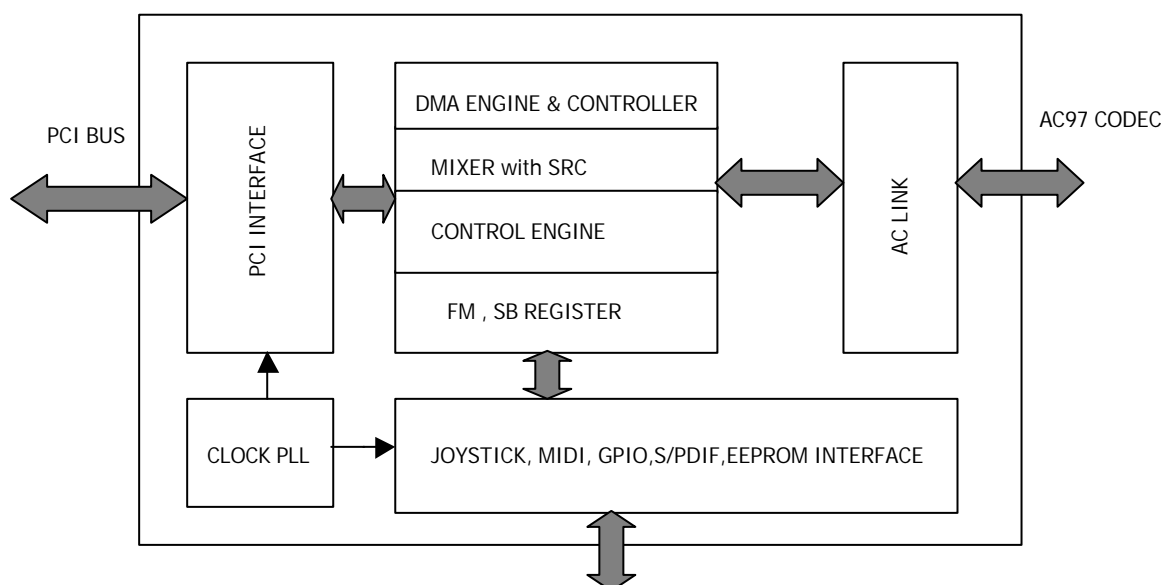 PCI BUS
PCI INTERFACE
DMA ENGINE & CONTROLLER
MIXER with SRC
CONTROL ENGINE
FM , SB REGISTER
AC LINK
AC97 CODEC
CLOCK PLL
JOYSTICK, MIDI, GPIO,S/PDIF,EEPROM INTERFACE